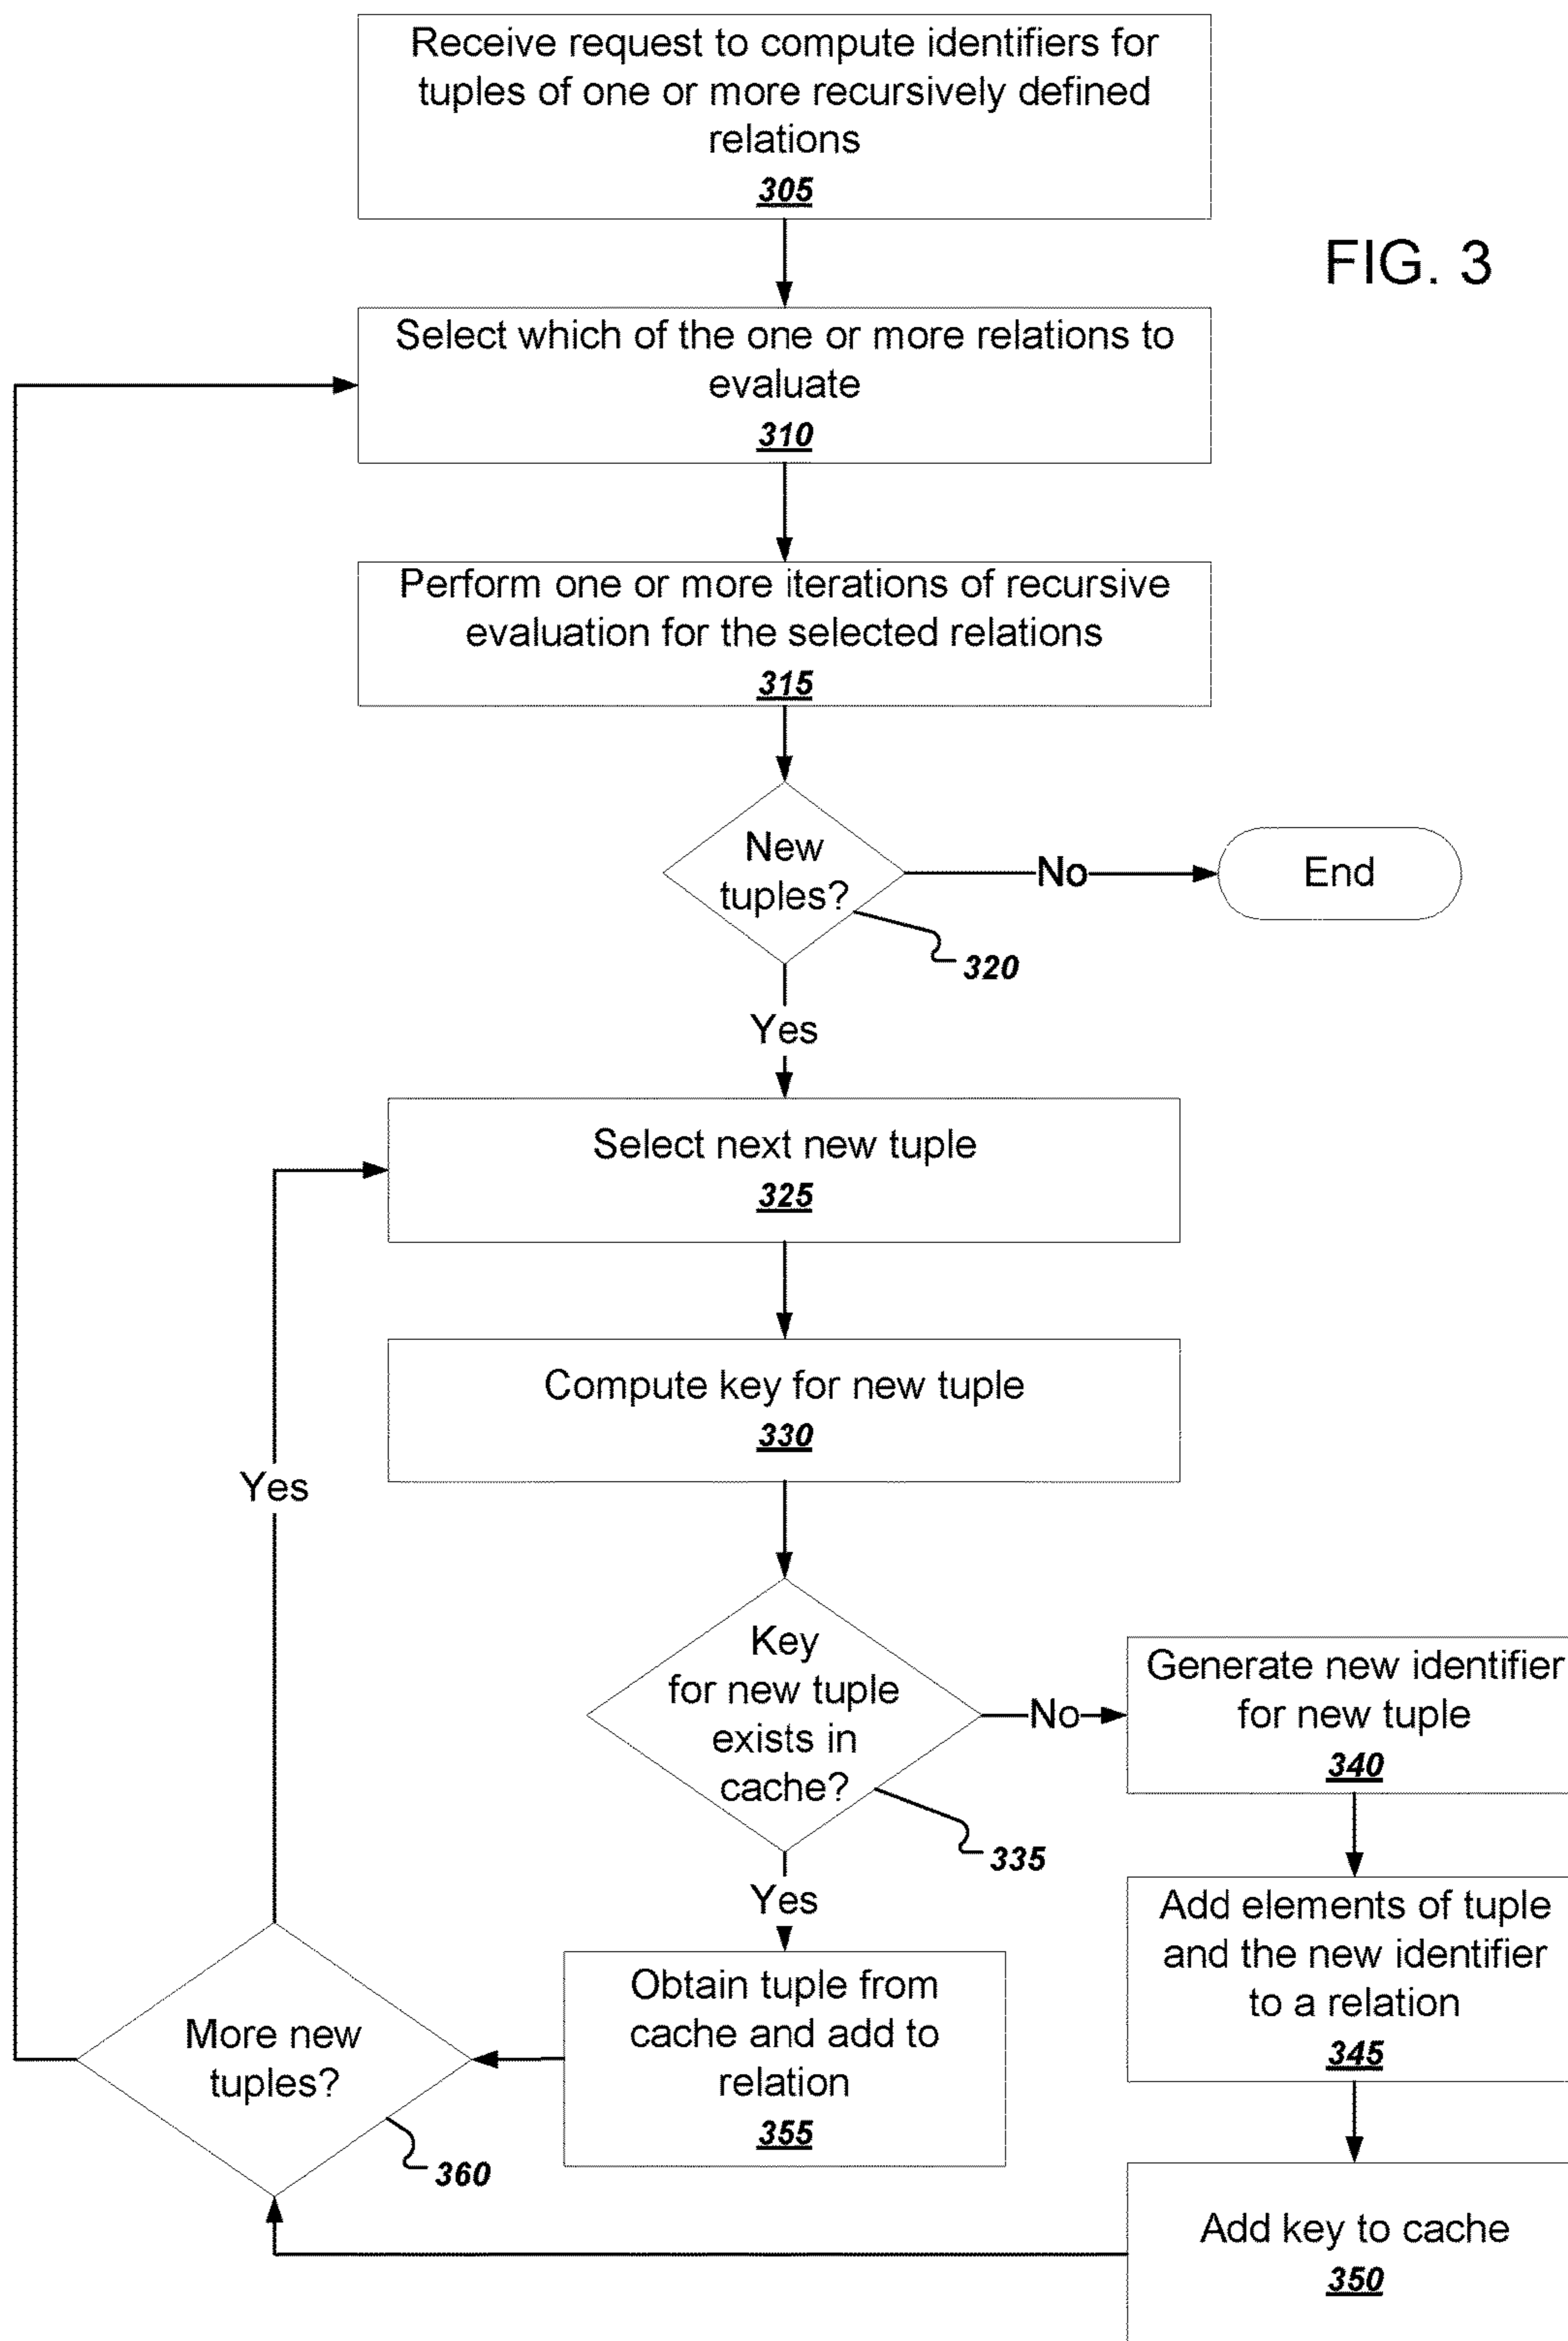 Receive request to compute identifiers for
tuples of one or more recursively defined
relations
305
FIG. 3
Select which of the one or more relations to
evaluate
310
Perform one or more iterations of recursive
evaluation for the selected relations
315
New
tuples?
No
End
320
Yes
Select next new tuple
325
Compute key for new tuple
330
Yes
Key
for new tuple
exists in
cache?
335
No
Generate new identifier
for new tuple
340
Yes
Add elements of tuple
and the new identifier
to a relation
345
Obtain tuple from
cache and add to
relation
355
More new
tuples?
360
Add key to cache
350